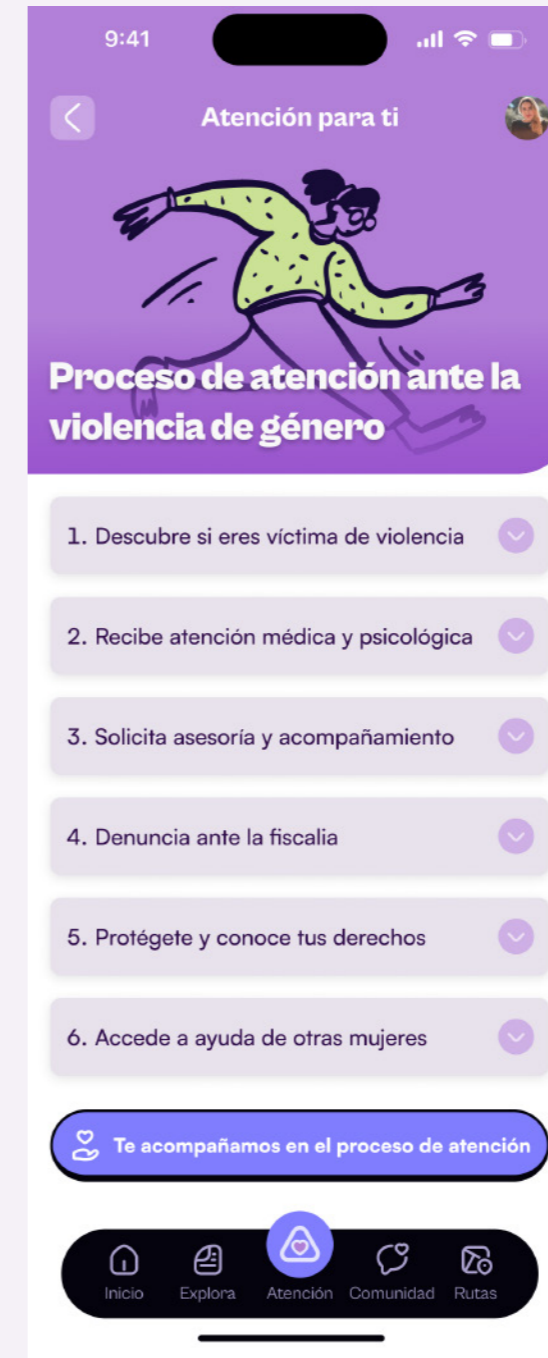 9:41
Atención para ti
Proceso de atención ante la
violencia de género
1. Descubre si eres víctima de violencia
2. Recibe atención médica y psicológica
3. Solicita asesoría y acompañamiento
4. Denuncia ante la fiscalia
5. Protégete y conoce tus derechos
6. Accede a ayuda de otras mujeres
Te acompañamos en el proceso de atención
Inicio Explora Atención Comunidad Rutas